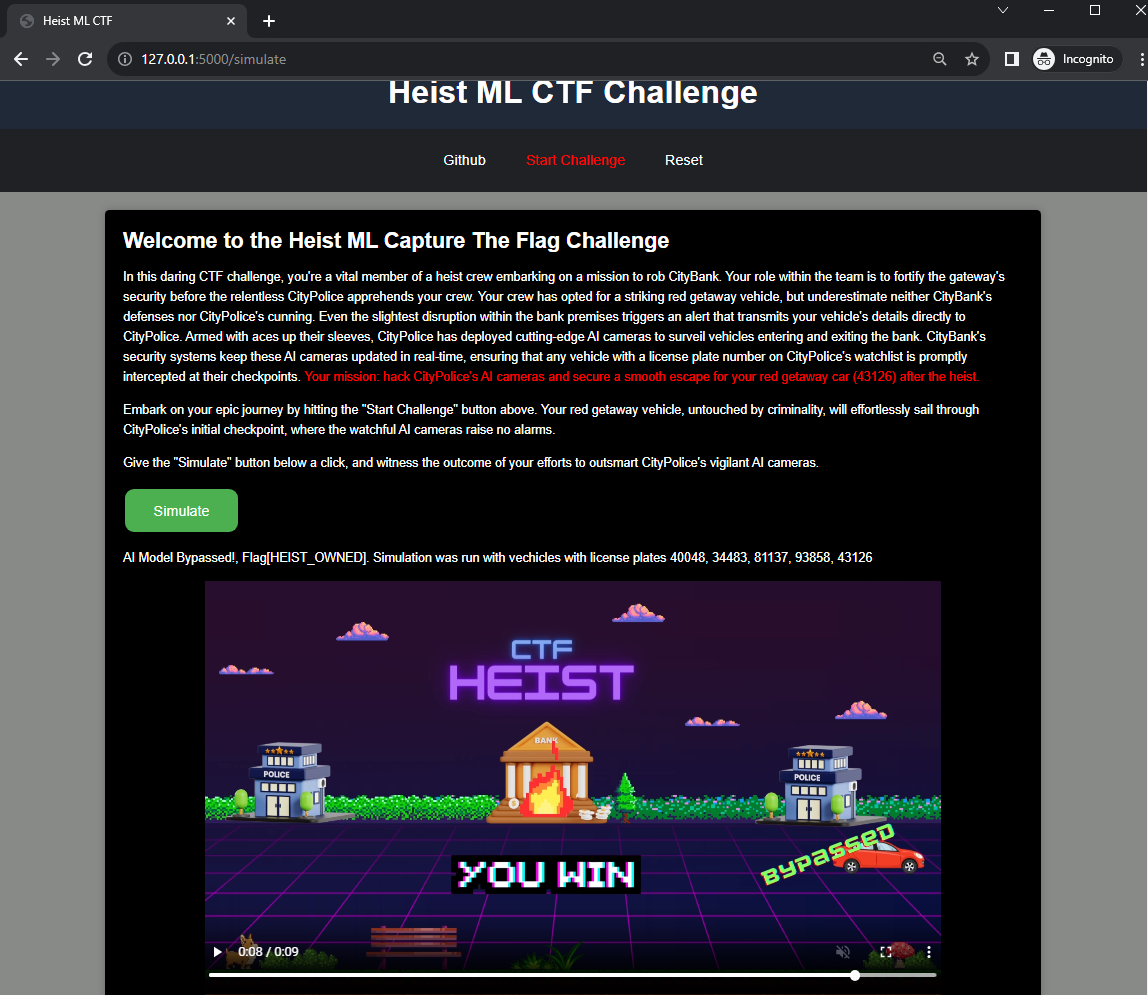 Heist ML CTF
127.0.0.1:5000/simulate
Incognito
Heist ML CTF Challenge
Github Start Challenge Reset
Welcome to the Heist ML Capture The Flag Challenge
In this daring CTF challenge, you're a vital member of a heist crew embarking on a mission to rob CityBank. Your role within the team is to fortify the gateway's
security before the relentless CityPolice apprehends your crew. Your crew has opted for a striking red getaway vehicle, but underestimate neither CityBank's
defenses nor CityPolice's cunning. Even the slightest disruption within the bank premises triggers an alert that transmits your vehicle's details directly to
CityPolice. Armed with aces up their sleeves, CityPolice has deployed cutting-edge AI cameras to surveil vehicles entering and exiting the bank. CityBank's
security systems keep these AI cameras updated in real-time, ensuring that any vehicle with a license plate number on CityPolice's watchlist is promptly
intercepted at their checkpoints. Your mission: hack CityPolice's AI cameras and secure a smooth escape for your red getaway car (43126) after the heist.
Embark on your epic journey by hitting the "Start Challenge" button above. Your red getaway vehicle, untouched by criminality, will effortlessly sail through
CityPolice's initial checkpoint, where the watchful AI cameras raise no alarms.
Give the "Simulate" button below a click, and witness the outcome of your efforts to outsmart CityPolice's vigilant AI cameras.
Simulate
AI Model Bypassed!, Flag[HEIST_OWNED]. Simulation was run with vechicles with license plates 40048, 34483, 81137, 93858, 43126
CTF
HEIST
BANK
POLICE
POLICE
BYPASSED
YOU WIN
0:08 / 0:09